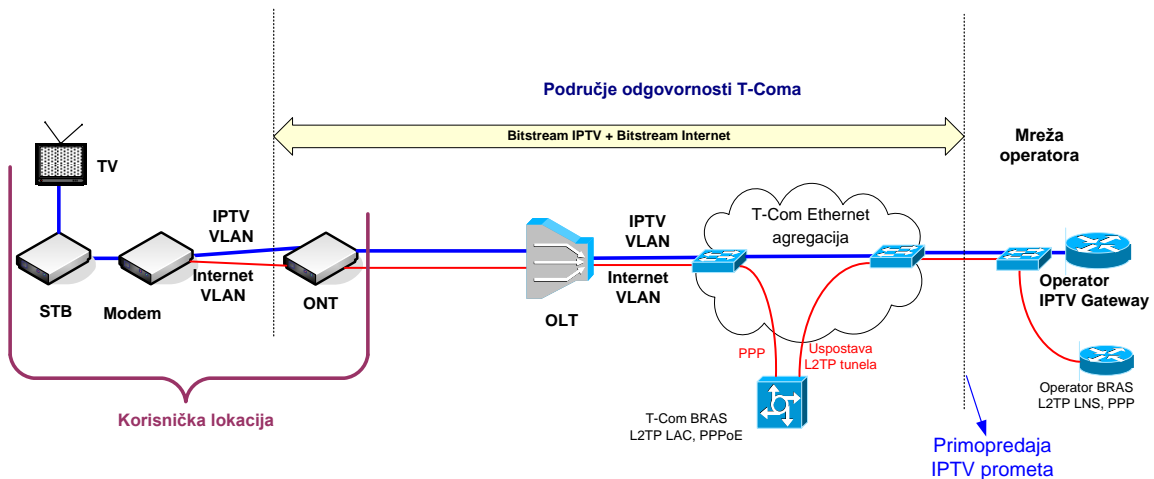 Područje odgovornosti T-Coma
Bitstream IPTV + Bitstream Internet
Mreža
operatora
TV
IPTV
VLAN
Internet
VLAN
STB
Modem
ONT
OLT
IPTV
VLAN
Internet
VLAN
T-Com Ethernet
agregacija
Operator
IPTV Gateway
PPP
Uspostava
L2TP tunela
T-Com BRAS
L2TP LAC, PPPoE
Operator BRAS
L2TP LNS, PPP
Korisnička lokacija
Primopredaja
IPTV prometa